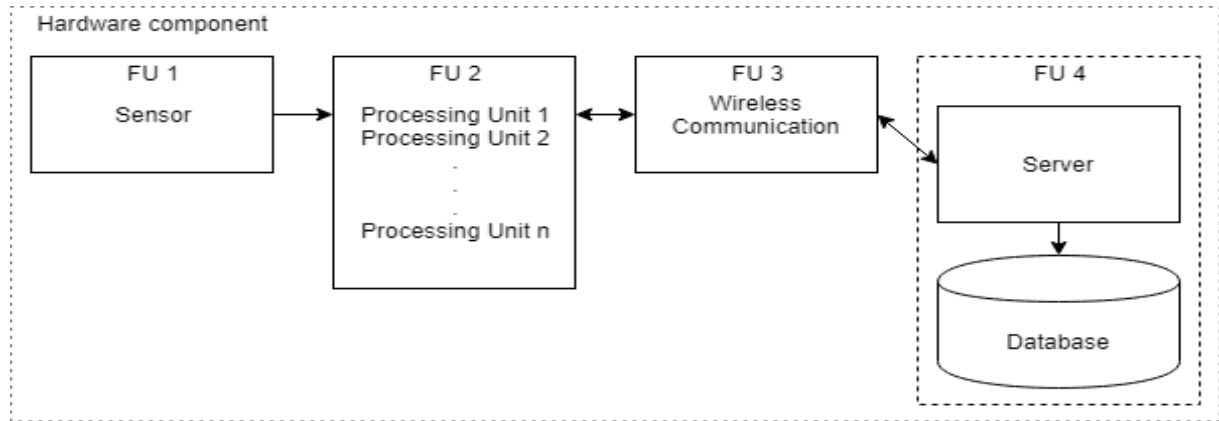 Hardware component
FU 1
Sensor
FU 2
Processing Unit 1
Processing Unit 2
.
.
.
Processing Unit n
FU 3
Wireless
Communication
FU 4
Server
Database